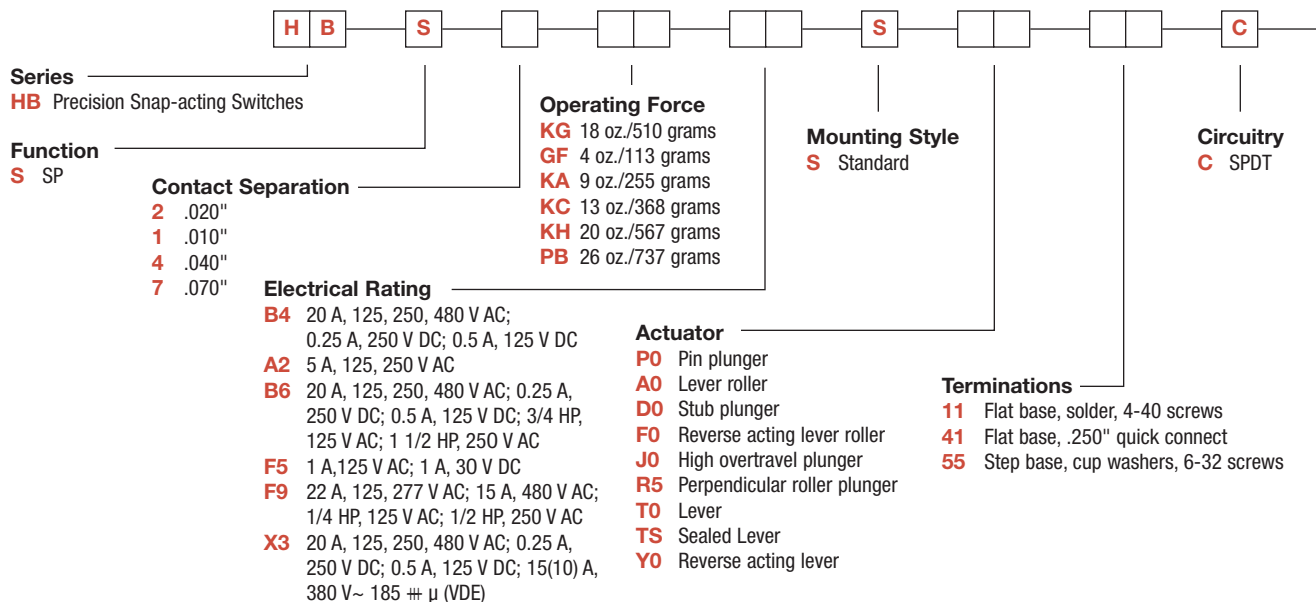 H B S S C
Series
HB Precision Snap-acting Switches
Function
S SP
Contact Separation
2 .020"
1 .010"
4 .040"
7 .070"
Operating Force
KG 18 oz./510 grams
GF 4 oz./113 grams
KA 9 oz./255 grams
KC 13 oz./368 grams
KH 20 oz./567 grams
PB 26 oz./737 grams
Electrical Rating
B4 20 A, 125, 250, 480 V AC;
0.25 A, 250 V DC; 0.5 A, 125 V DC
A2 5 A, 125, 250 V AC
B6 20 A, 125, 250, 480 V AC; 0.25 A,
250 V DC; 0.5 A, 125 V DC; 3/4 HP,
125 V AC; 1 1/2 HP, 250 V AC
F5 1 A,125 V AC; 1 A, 30 V DC
F9 22 A, 125, 277 V AC; 15 A, 480 V AC;
1/4 HP, 125 V AC; 1/2 HP, 250 V AC
X3 20 A, 125, 250, 480 V AC; 0.25 A,
250 V DC; 0.5 A, 125 V DC; 15(10) A,
380 V~ 185 ⧻ µ (VDE)
Mounting Style
S Standard
Actuator
P0 Pin plunger
A0 Lever roller
D0 Stub plunger
F0 Reverse acting lever roller
J0 High overtravel plunger
R5 Perpendicular roller plunger
T0 Lever
TS Sealed Lever
Y0 Reverse acting lever
Terminations
11 Flat base, solder, 4-40 screws
41 Flat base, .250" quick connect
55 Step base, cup washers, 6-32 screws
Circuitry
C SPDT